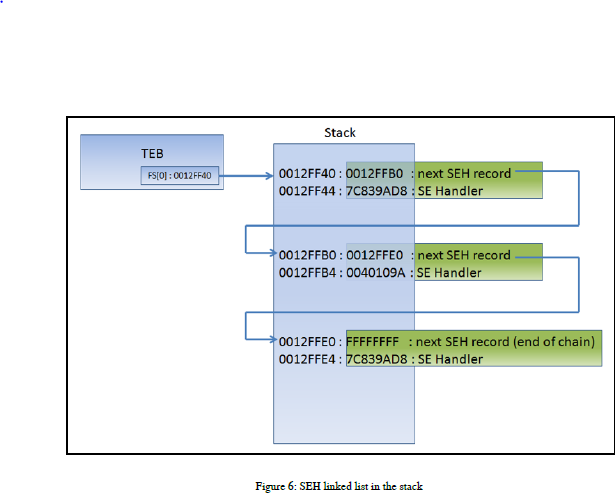 Stack
TEB
FS[0] : 0012FF40
0012FF40 : 0012FFB0 : next SEH record
0012FF44 : 7C839AD8 : SE Handler
0012FFB0 : 0012FFE0 : next SEH record
0012FFB4 : 0040109A : SE Handler
0012FFE0 : FFFFFFFF : next SEH record (end of chain)
0012FFE4 : 7C839AD8 : SE Handler
Figure 6: SEH linked list in the stack